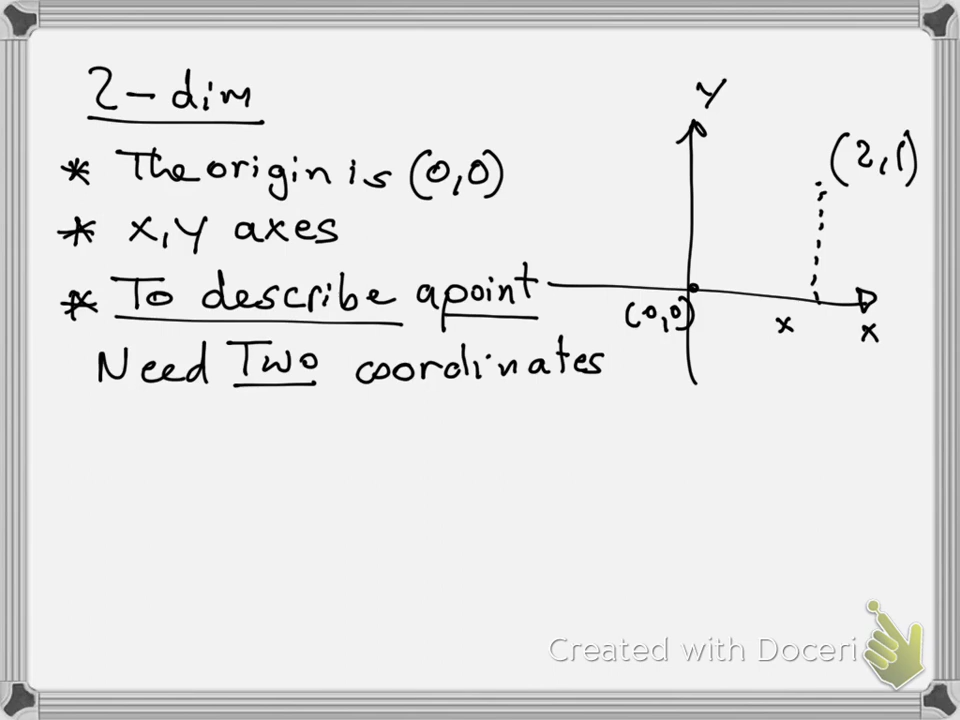 2-dim
* The origin is (0,0)
* x,y axes
* To describe a point
Need Two coordinates
Y
(2,1)
(0,0)
x
x
Created with Doceri